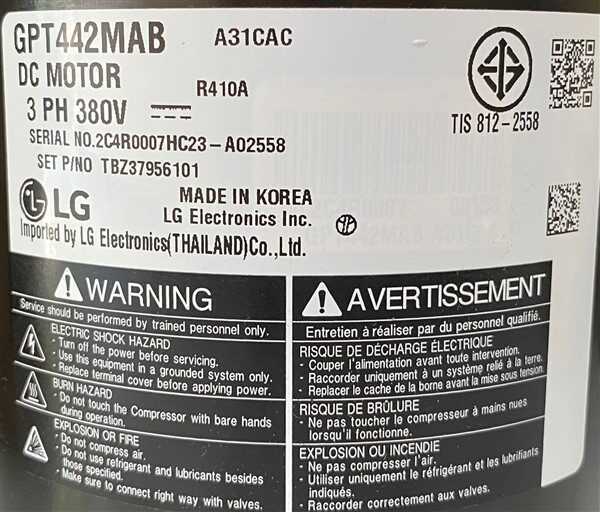 GPT442MAB A31CAC
DC MOTOR
R410A
3 PH 380V
SERIAL NO.2C4R0007HC23-A02558
SET P/NO TBZ37956101
TIS 812-2558
LG
MADE IN KOREA
LG Electronics Inc.
Imported by LG Electronics(THAILAND)Co.,Ltd.
WARNING
Service should be performed by trained personnel only.
ELECTRIC SHOCK HAZARD
- Turn off the power before servicing.
- Use this equipment in a grounded system only.
- Replace terminal cover before applying power.
BURN HAZARD
- Do not touch the Compressor with bare hands
during operation.
EXPLOSION OR FIRE
- Do not compress air.
- Do not use refrigerant and lubricants besides
those specified.
- Make sure to connect right way with valves.
AVERTISSEMENT
Entretien à réaliser par du personnel qualifié.
RISQUE DE DÉCHARGE ÉLECTRIQUE
- Couper l'alimentation avant toute intervention.
- Raccorder uniquement à un système relié à la terre.
- Replacer le cache de la borne avant la mise sous tension.
RISQUE DE BRÛLURE
- Ne pas toucher le compresseur à mains nues
lorsqu'il fonctionne.
EXPLOSION OU INCENDIE
- Ne pas compresser l'air.
- Utiliser uniquement le réfrigérant et les lubrifiants
indiqués.
- Raccorder correctement aux valves.